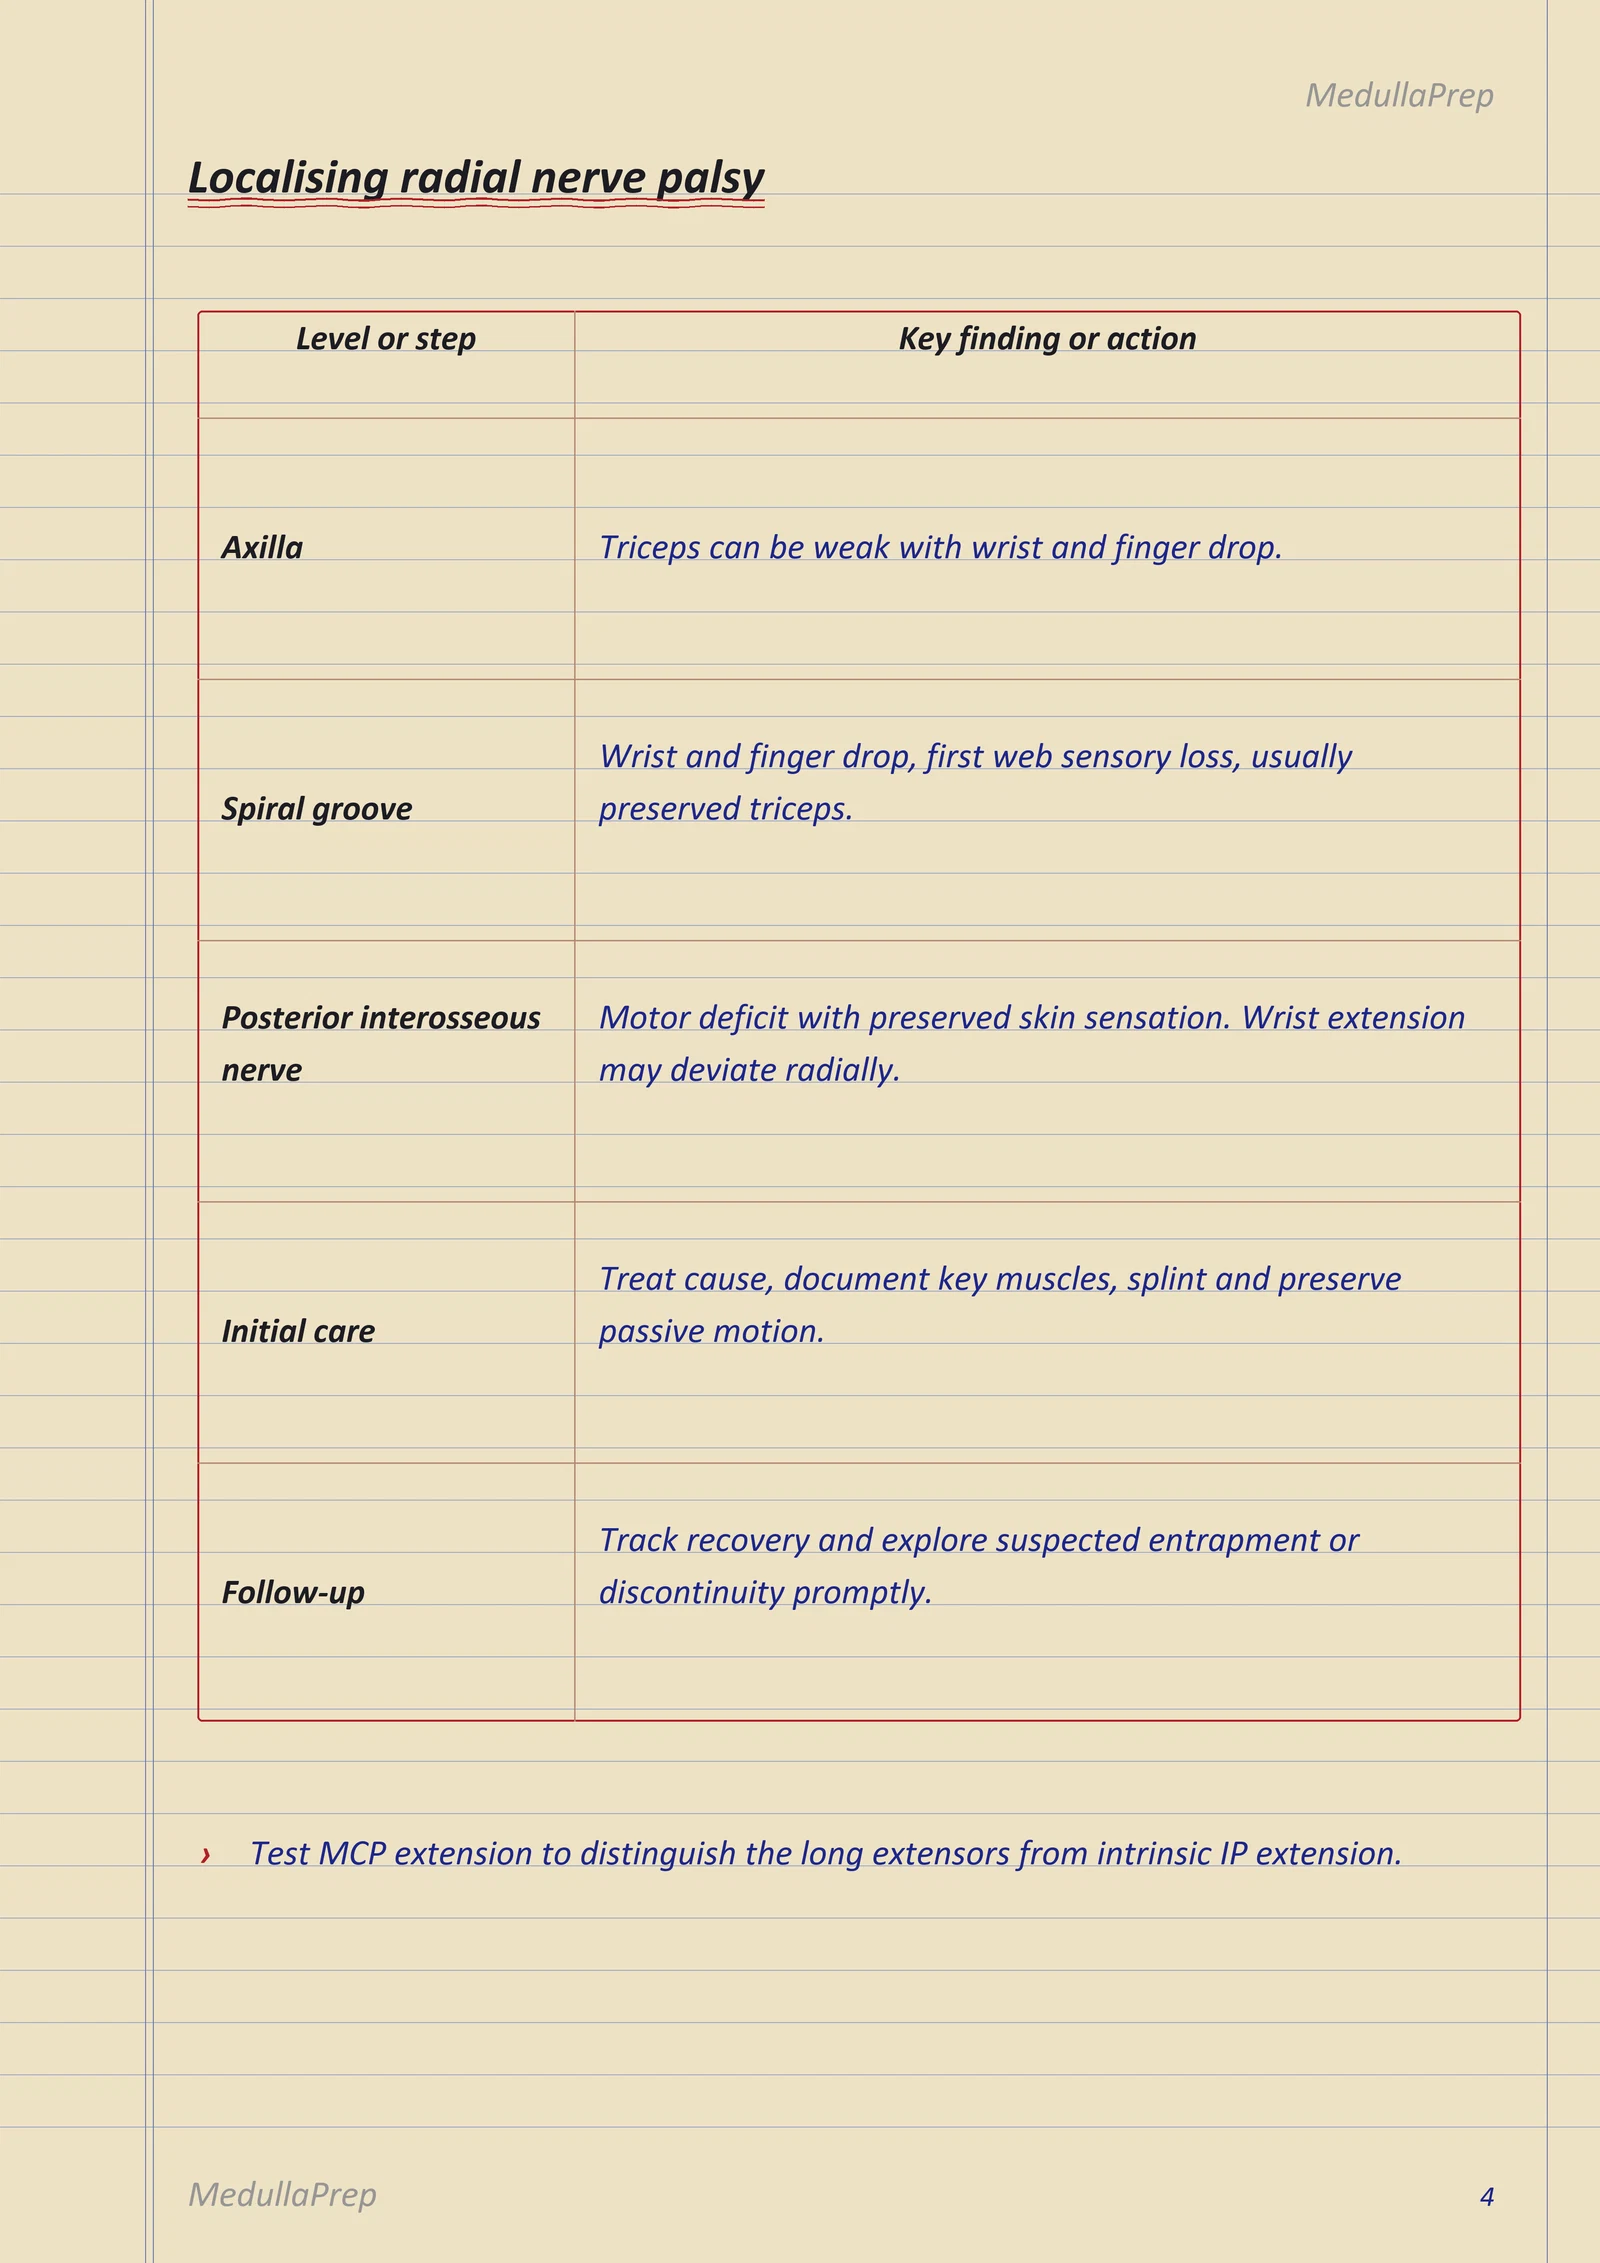 MedullaPrep
Localising radial nerve palsy
Level or step
Key finding or action
Axilla
Triceps can be weak with wrist and finger drop.
Spiral groove
Wrist and finger drop, first web sensory loss, usually
preserved triceps.
Posterior interosseous
nerve
Motor deficit with preserved skin sensation. Wrist extension
may deviate radially.
Initial care
Treat cause, document key muscles, splint and preserve
passive motion.
Follow-up
Track recovery and explore suspected entrapment or
discontinuity promptly.
› Test MCP extension to distinguish the long extensors from intrinsic IP extension.
MedullaPrep
4